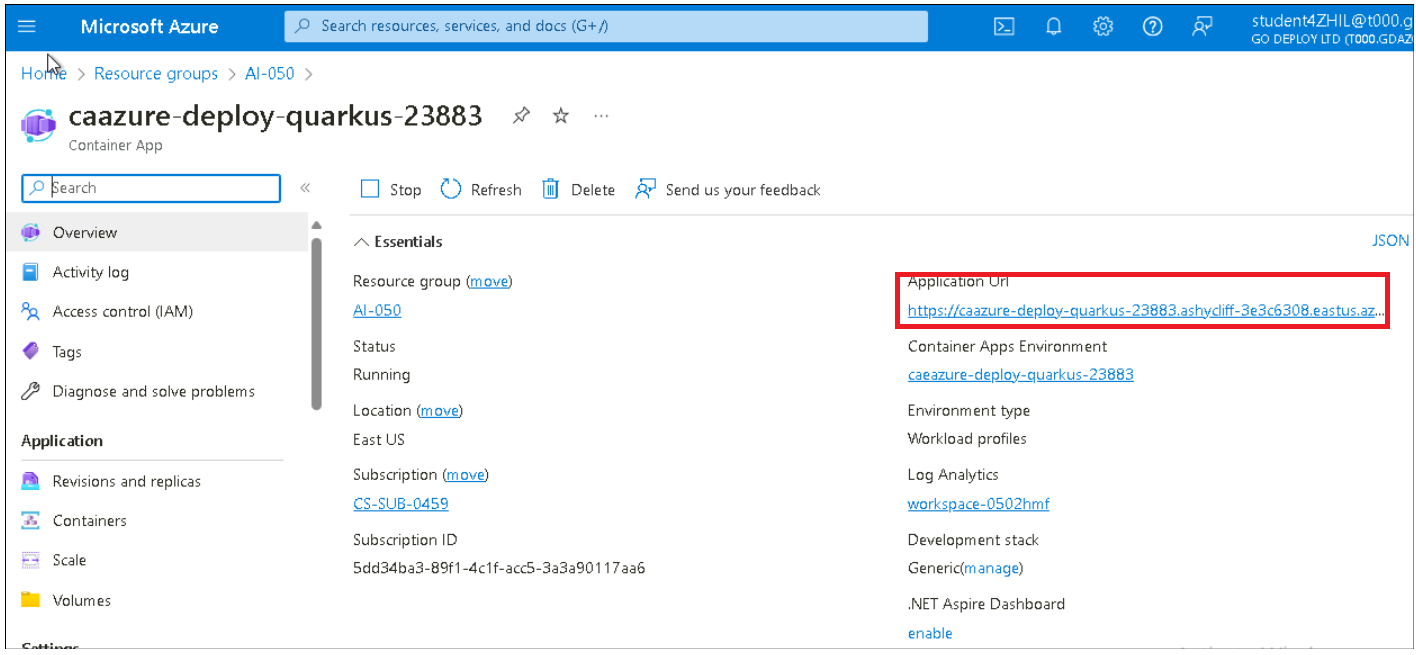 Microsoft Azure
Search resources, services, and docs (G+/)
student4ZHIL@t000.g
GO DEPLOY LTD (T000.GDAZ
Home > Resource groups > AI-050 >
caazure-deploy-quarkus-23883
Container App
Search
Stop
Refresh
Delete
Send us your feedback
Overview
Activity log
Access control (IAM)
Tags
Diagnose and solve problems
Application
Revisions and replicas
Containers
Scale
Volumes
Settings
Essentials
JSON
Resource group (move)
AI-050
Status
Running
Location (move)
East US
Subscription (move)
CS-SUB-0459
Subscription ID
5dd34ba3-89f1-4c1f-acc5-3a3a90117aa6
Application Url
https://caazure-deploy-quarkus-23883.ashycliff-3e3c6308.eastus.az...
Container Apps Environment
caeazure-deploy-quarkus-23883
Environment type
Workload profiles
Log Analytics
workspace-0502hmf
Development stack
Generic(manage)
.NET Aspire Dashboard
enable